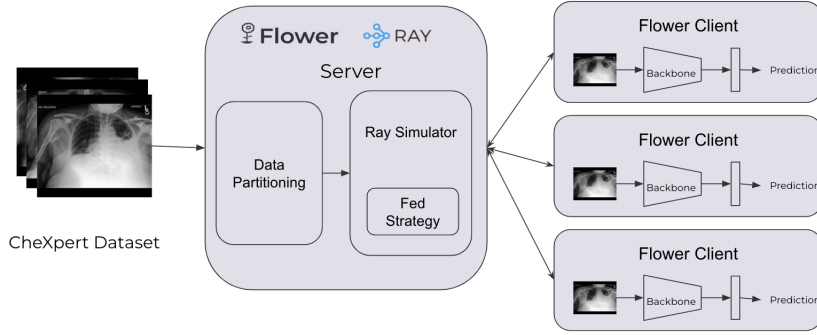 Flower RAY
Server
Data
Partitioning
Ray Simulator
Fed
Strategy
CheXpert Dataset
Flower Client
Backbone
Prediction
Flower Client
Backbone
Prediction
Flower Client
Backbone
Prediction